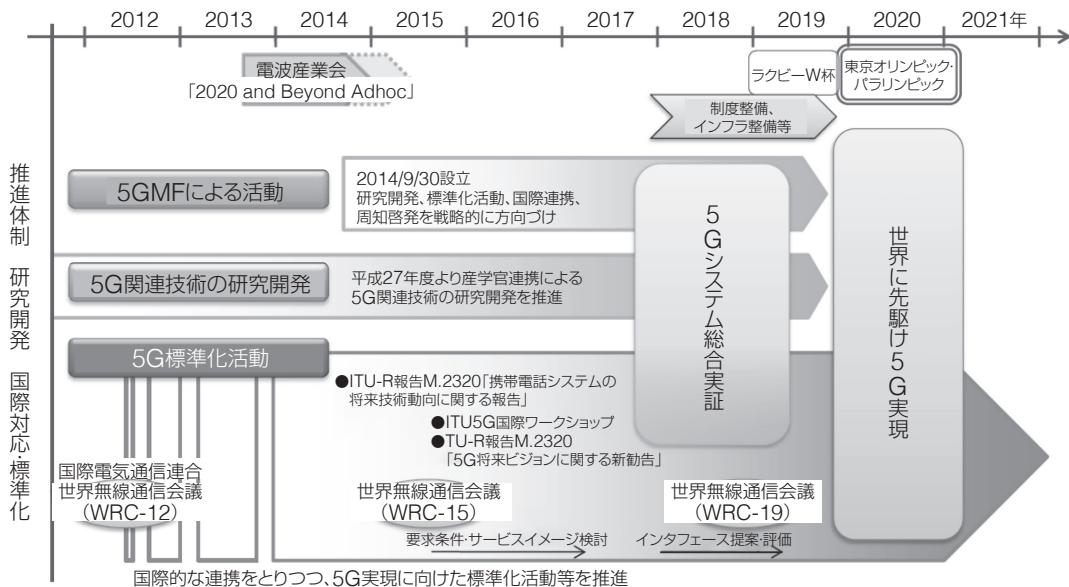 2012 2013 2014 2015 2016 2017 2018 2019 2020 2021年
電波産業会
「2020 and Beyond Adhoc」
ラクビーW杯
東京オリンピック・
パラリンピック
制度整備、
インフラ整備等
推進体制
研究開発
国際対応・標準化
5GMFによる活動
2014/9/30設立
研究開発、標準化活動、国際連携、
周知啓発を戦略的に方向づけ
5G関連技術の研究開発
平成27年度より産学官連携による
5G関連技術の研究開発を推進
5G標準化活動
●ITU-R報告M.2320「携帯電話システムの
将来技術動向に関する報告」
●ITU5G国際ワークショップ
●TU-R報告M.2320
「5G将来ビジョンに関する新勧告」
5Gシステム総合実証
世界に先駆け5G実現
国際電気通信連合
世界無線通信会議
（WRC-12）
世界無線通信会議
（WRC-15）
世界無線通信会議
（WRC-19）
要求条件・サービスイメージ検討
インタフェース提案・評価
国際的な連携をとりつつ、5G実現に向けた標準化活動等を推進